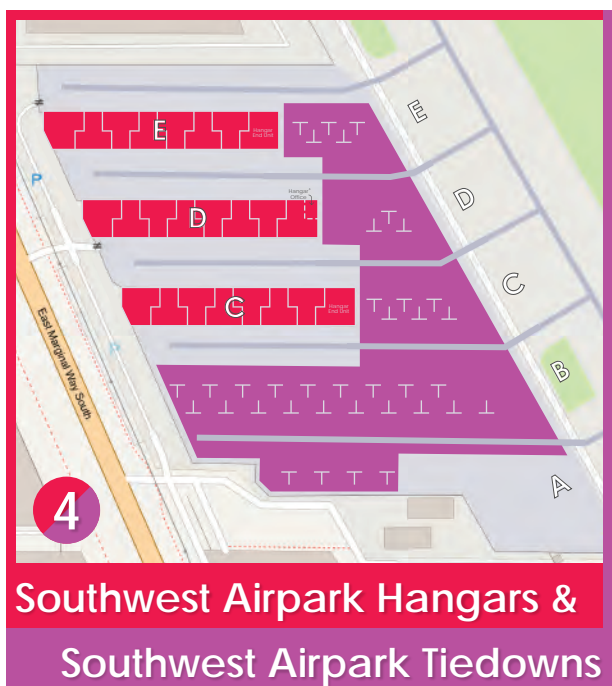 E
E
Hangar
End Unit
P
D
Hangar
Office
D
C
C
Hangar
End Unit
P
East Marginal Way South
B
A
4
Southwest Airpark Hangars &
Southwest Airpark Tiedowns